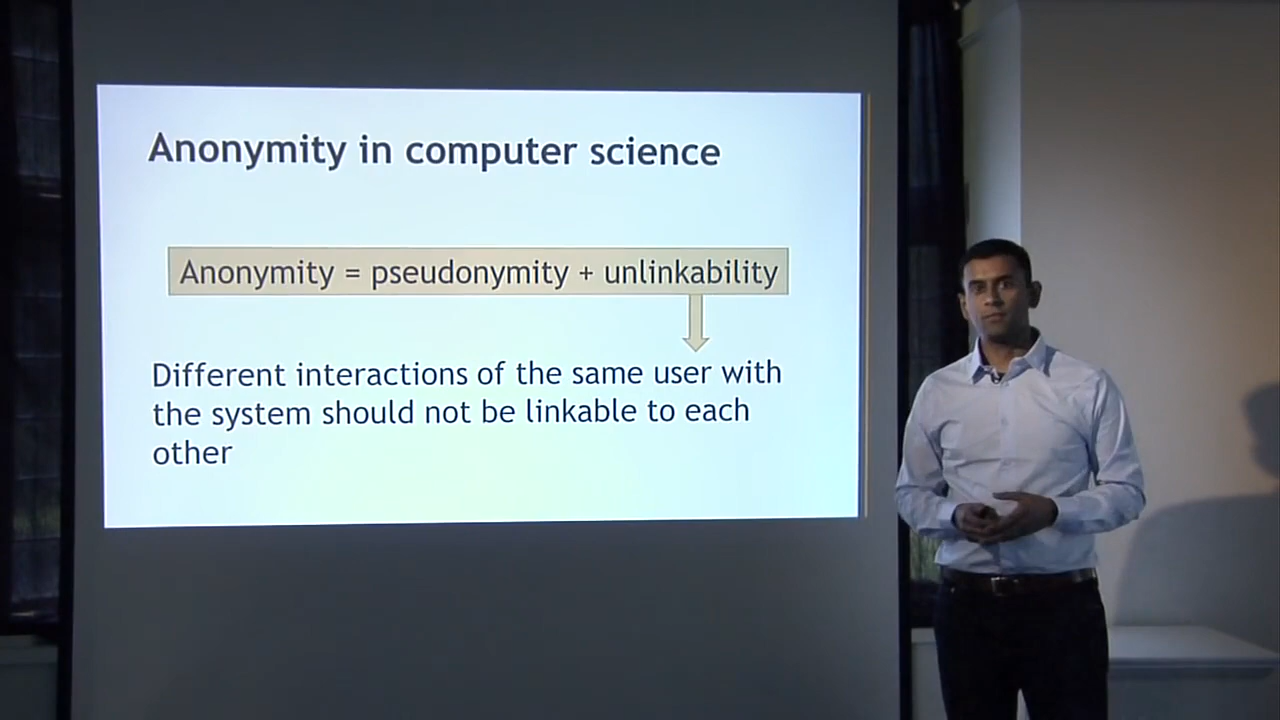 Anonymity in computer science
Anonymity = pseudonymity + unlinkability
Different interactions of the same user with
the system should not be linkable to each
other